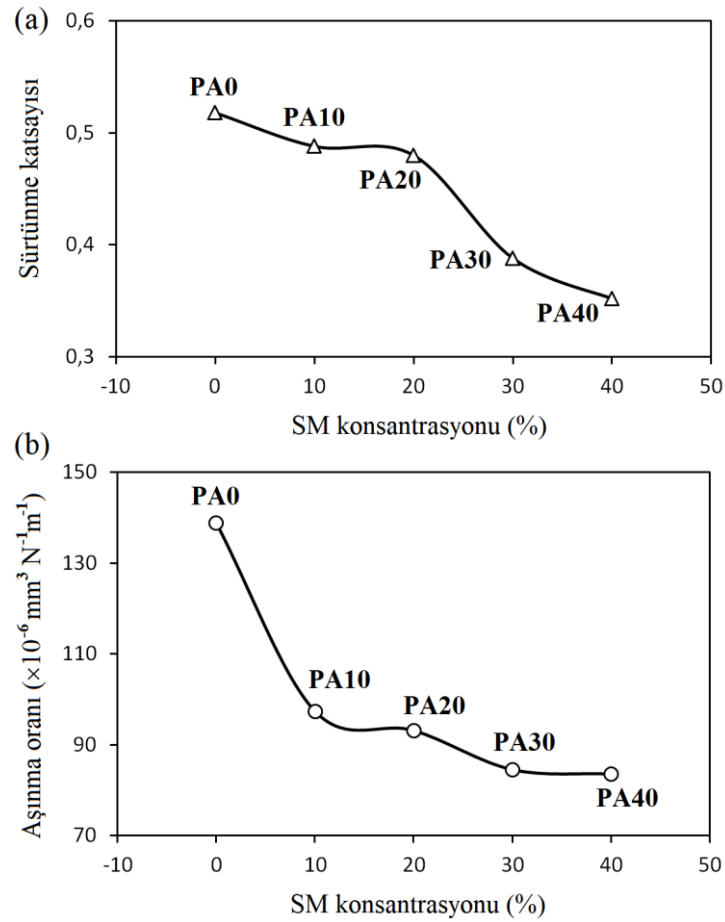 (a)
Sürtünme katsayısı
0,6
0,5
0,4
0,3
PA0
PA10
PA20
PA30
PA40
-10 0 10 20 30 40 50
SM konsantrasyonu (%)
(b)
Aşınma oranı (×10⁻⁶ mm³ N⁻¹m⁻¹)
150
130
110
90
70
PA0
PA10
PA20
PA30
PA40
-10 0 10 20 30 40 50
SM konsantrasyonu (%)